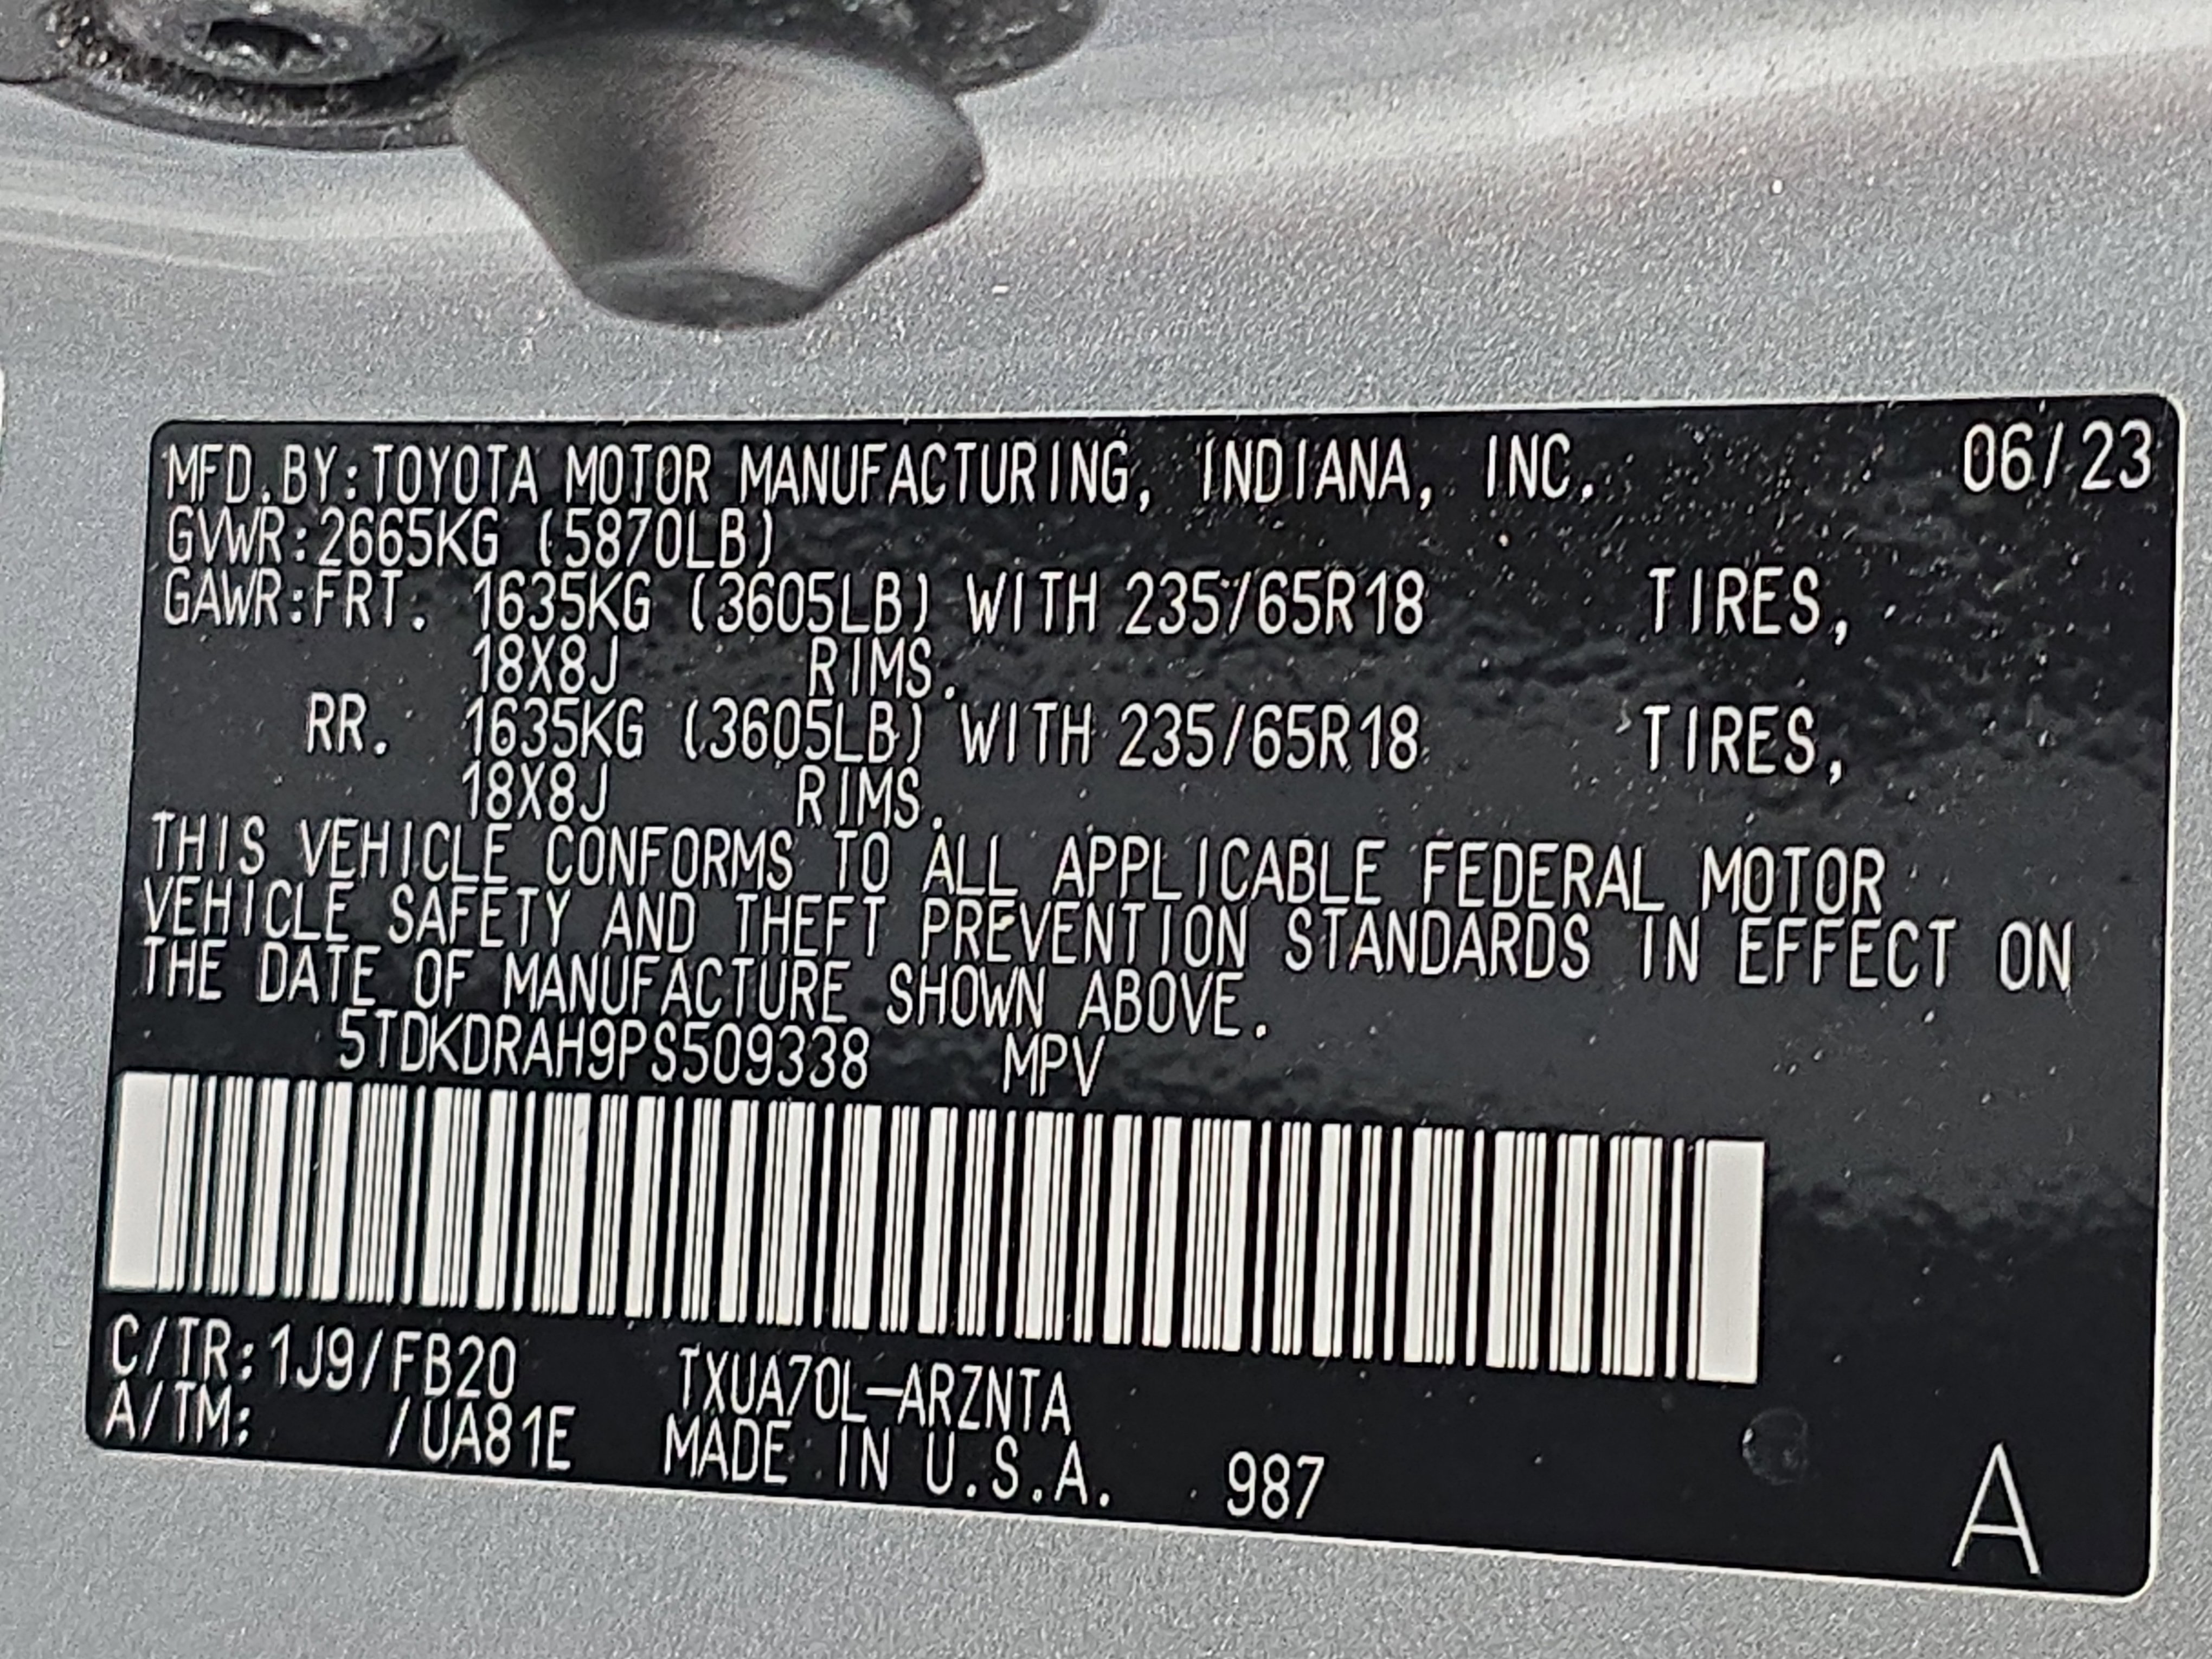 MFD.BY:TOYOTA MOTOR MANUFACTURING, INDIANA, INC. 06/23
GVWR:2665KG (5870LB)
GAWR:FRT. 1635KG (3605LB) WITH 235/65R18 TIRES,
18X8J RIMS.
RR. 1635KG (3605LB) WITH 235/65R18 TIRES,
18X8J RIMS.
THIS VEHICLE CONFORMS TO ALL APPLICABLE FEDERAL MOTOR
VEHICLE SAFETY AND THEFT PREVENTION STANDARDS IN EFFECT ON
THE DATE OF MANUFACTURE SHOWN ABOVE.
5TDKDRAH9PS509338 MPV
C/TR:1J9/FB20 TXUA70L-ARZNTA
A/TM: /UA81E MADE IN U.S.A. 987
A